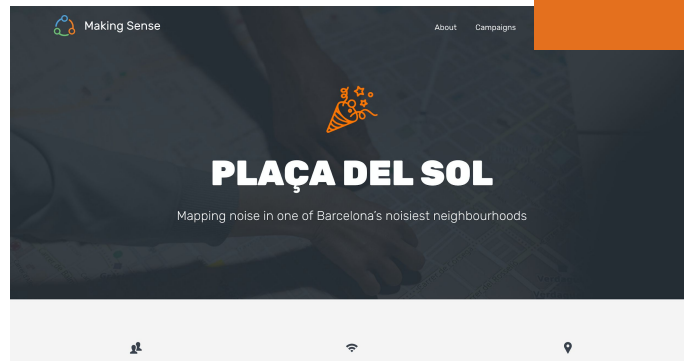 Making Sense
About Campaigns
PLAÇA DEL SOL
Mapping noise in one of Barcelona's noisiest neighbourhoods